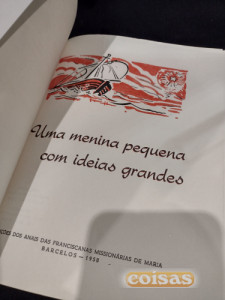 Uma menina pequena
com ideias grandes
DOS ANAIS DAS FRANCISCANAS MISSIONÁRIAS DE MARIA
BARCELOS — 1958
coisas